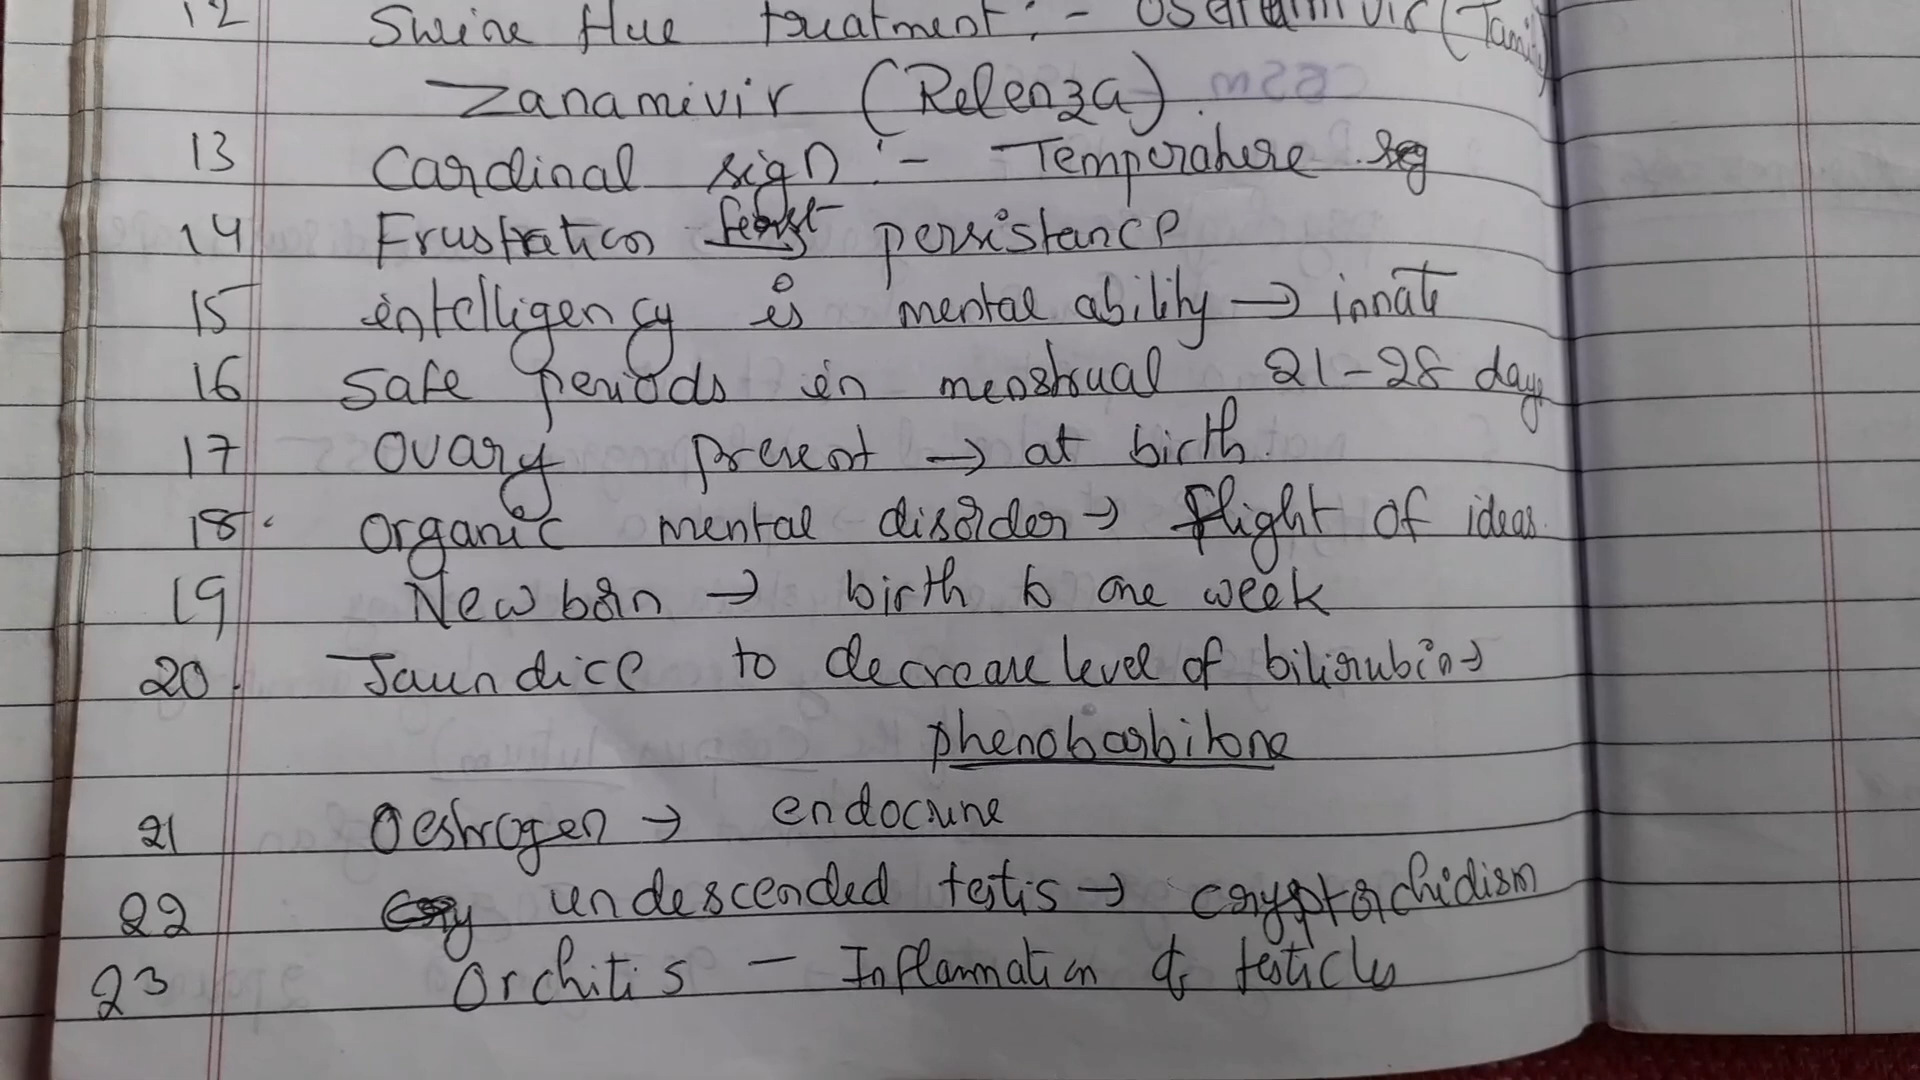 12 Swine flue treatment :- Oseltamivir (Tami
Zanamivir (Relenza).
13 Cardinal sign :- Temperature
14 Frustration persistance
15 intelligency is mental ability → innate
16 Safe periods in menstrual 21-28 days
17 Ovary present → at birth.
18. Organic mental disorder → flight of ideas.
19 New born → birth to one week
20. Jaundice to decrease level of bilirubin →
phenobarbitone
21 Oestrogen → endocrine
22 undescended testis → cryptorchidism
23 Orchitis - Inflammation of testicles